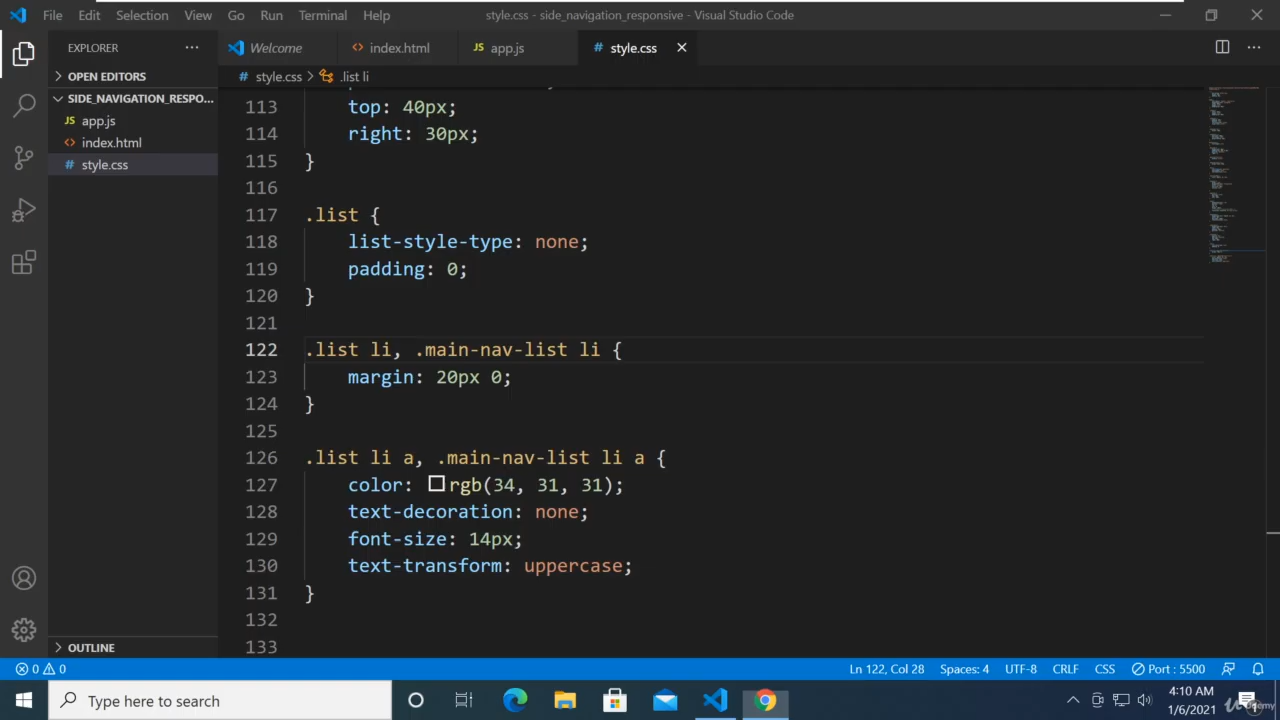 File Edit Selection View Go Run Terminal Help style.css - side_navigation_responsive - Visual Studio Code
EXPLORER
Welcome <> index.html JS app.js # style.css
OPEN EDITORS
# style.css > .list li
SIDE_NAVIGATION_RESPO...
JS app.js
<> index.html
# style.css
113 top: 40px;
114 right: 30px;
115 }
116
117 .list {
118 list-style-type: none;
119 padding: 0;
120 }
121
122 .list li, .main-nav-list li {
123 margin: 20px 0;
124 }
125
126 .list li a, .main-nav-list li a {
127 color: rgb(34, 31, 31);
128 text-decoration: none;
129 font-size: 14px;
130 text-transform: uppercase;
131 }
132
133
OUTLINE
0 0 Ln 122, Col 28 Spaces: 4 UTF-8 CRLF CSS Port : 5500
Type here to search
4:10 AM
1/6/2021